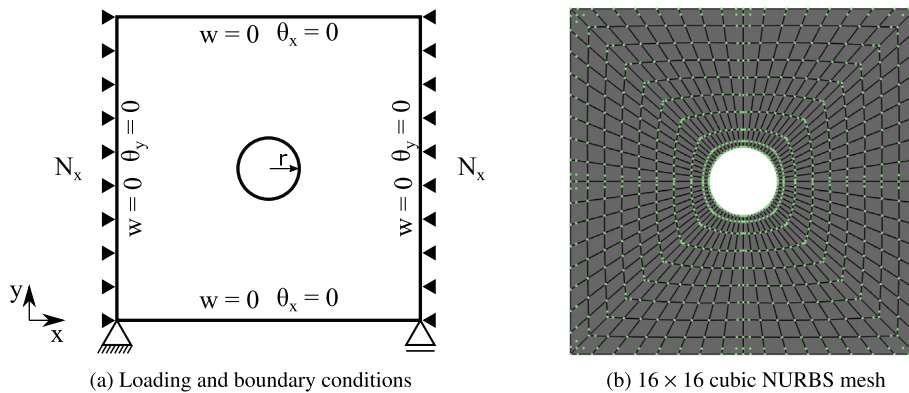 w = 0 θx = 0
w = 0 θy = 0
w = 0 θy = 0
Nx
Nx
r
w = 0 θx = 0
y
x
(a) Loading and boundary conditions
(b) 16 × 16 cubic NURBS mesh